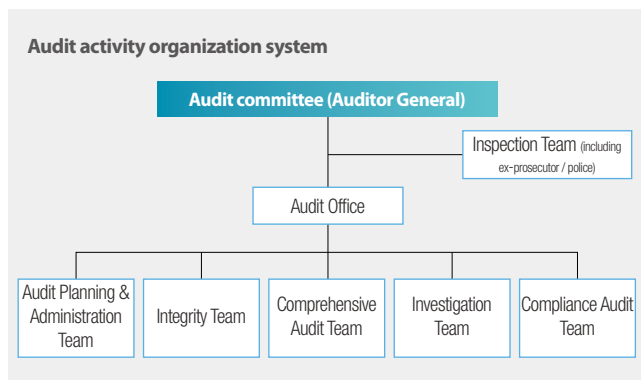 Audit activity organization system
Audit committee (Auditor General)
Inspection Team (including
ex-prosecutor / police)
Audit Office
Audit Planning &
Administration
Team
Integrity Team
Comprehensive
Audit Team
Investigation
Team
Compliance Audit
Team